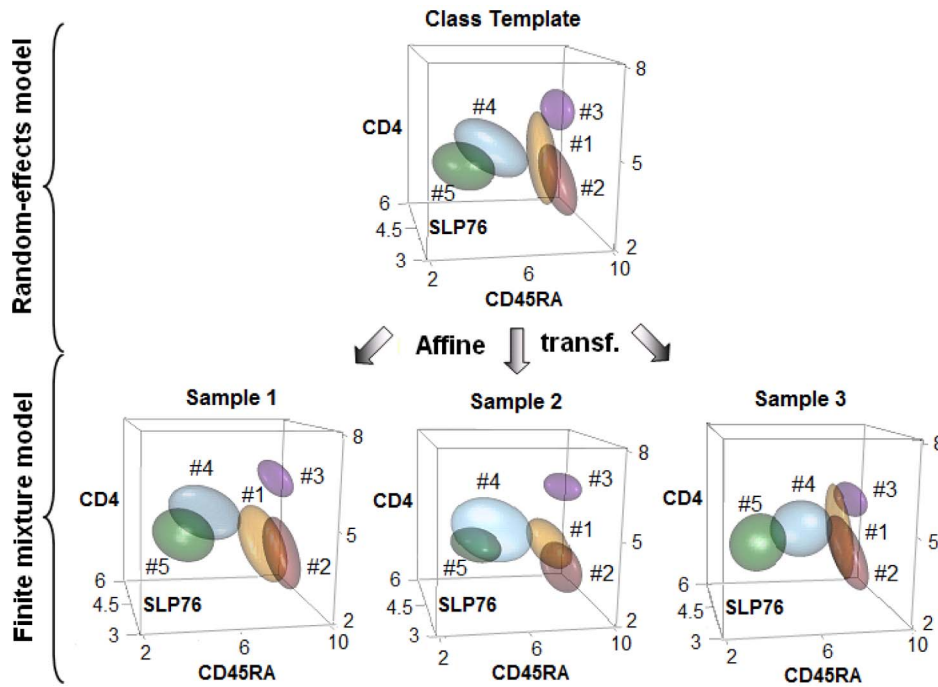 Random-effects model
Class Template
8
#4
#3
CD4
#1
5
#2
#5
6
SLP76
4.5
3
2
6
10
2
CD45RA
Affine transf.
Finite mixture model
Sample 1
8
#4
#1
#3
CD4
5
#5
#2
6
4.5
SLP76
3
2
6
10
2
CD45RA
Sample 2
8
#4
#3
CD4
#1
5
#5
#2
6
4.5
SLP76
3
2
6
10
2
CD45RA
Sample 3
8
#5
#4
#3
CD4
#1
5
#2
6
4.5
SLP76
3
2
6
10
2
CD45RA